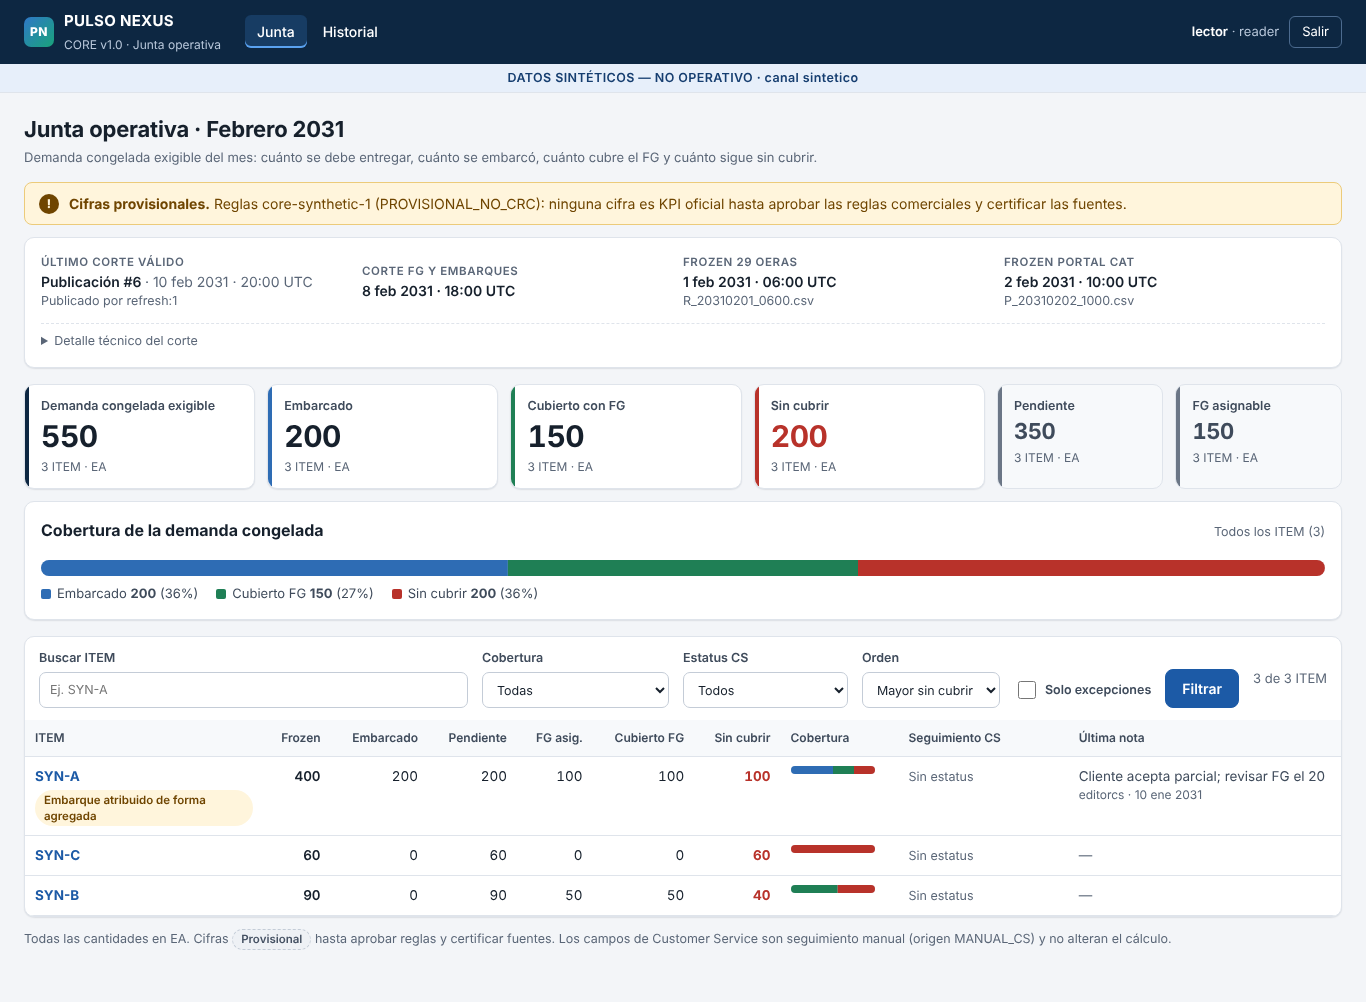 PN
PULSO NEXUS
CORE v1.0 · Junta operativa
Junta
Historial
lector · reader
Salir
DATOS SINTÉTICOS — NO OPERATIVO · canal sintetico
Junta operativa · Febrero 2031
Demanda congelada exigible del mes: cuánto se debe entregar, cuánto se embarcó, cuánto cubre el FG y cuánto sigue sin cubrir.
! Cifras provisionales. Reglas core-synthetic-1 (PROVISIONAL_NO_CRC): ninguna cifra es KPI oficial hasta aprobar las reglas comerciales y certificar las fuentes.
ÚLTIMO CORTE VÁLIDO
Publicación #6 · 10 feb 2031 · 20:00 UTC
Publicado por refresh:1
CORTE FG Y EMBARQUES
8 feb 2031 · 18:00 UTC
FROZEN 29 OERAS
1 feb 2031 · 06:00 UTC
R_20310201_0600.csv
FROZEN PORTAL CAT
2 feb 2031 · 10:00 UTC
P_20310202_1000.csv
Detalle técnico del corte
Demanda congelada exigible
550
3 ITEM · EA
Embarcado
200
3 ITEM · EA
Cubierto con FG
150
3 ITEM · EA
Sin cubrir
200
3 ITEM · EA
Pendiente
350
3 ITEM · EA
FG asignable
150
3 ITEM · EA
Cobertura de la demanda congelada
Todos los ITEM (3)
Embarcado 200 (36%) Cubierto FG 150 (27%) Sin cubrir 200 (36%)
Buscar ITEM
Ej. SYN-A
Cobertura
Todas
Estatus CS
Todos
Orden
Mayor sin cubrir
Solo excepciones
Filtrar
3 de 3 ITEM
ITEM Frozen Embarcado Pendiente FG asig. Cubierto FG Sin cubrir Cobertura Seguimiento CS Última nota
SYN-A 400 200 200 100 100 100 Sin estatus Cliente acepta parcial; revisar FG el 20
Embarque atribuido de forma
agregada
editorcs · 10 ene 2031
SYN-C 60 0 60 0 0 60 Sin estatus —
SYN-B 90 0 90 50 50 40 Sin estatus —
Todas las cantidades en EA. Cifras Provisional hasta aprobar reglas y certificar fuentes. Los campos de Customer Service son seguimiento manual (origen MANUAL_CS) y no alteran el cálculo.